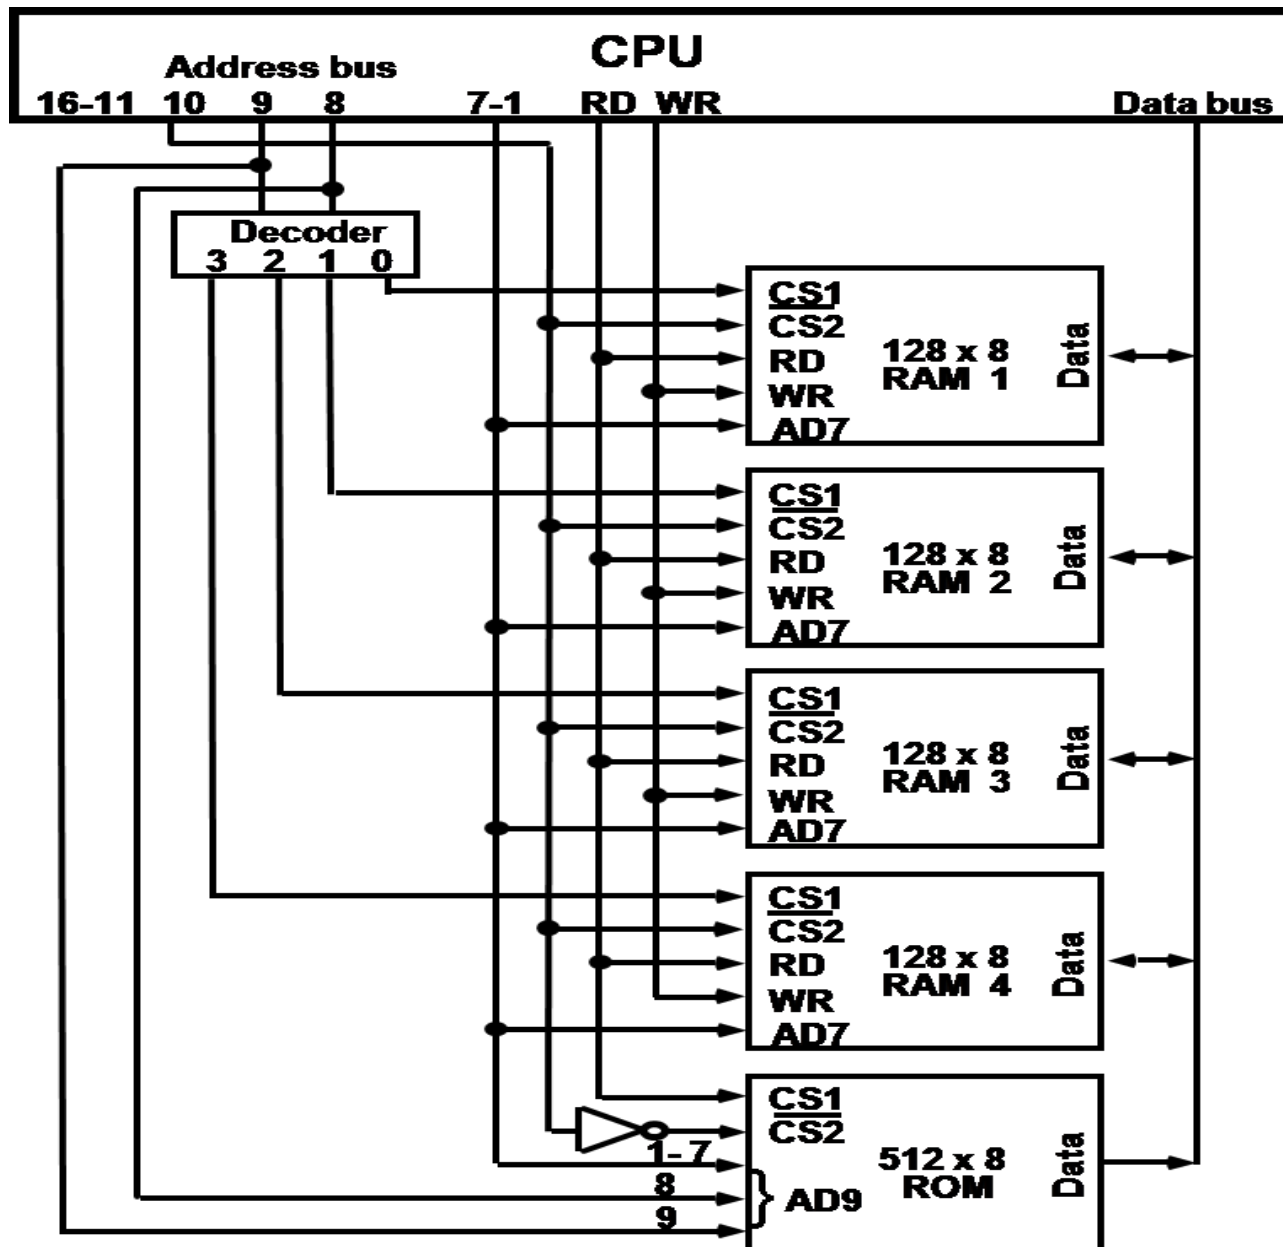 CPU
Address bus
16-11 10 9 8 7-1 RD WR Data bus
Decoder
3 2 1 0
CS1
CS2
RD
WR
AD7
128 x 8
RAM 1
Data
CS1
CS2
RD
WR
AD7
128 x 8
RAM 2
Data
CS1
CS2
RD
WR
AD7
128 x 8
RAM 3
Data
CS1
CS2
RD
WR
AD7
128 x 8
RAM 4
Data
CS1
CS2
1-7
8
9
AD9
512 x 8
ROM
Data